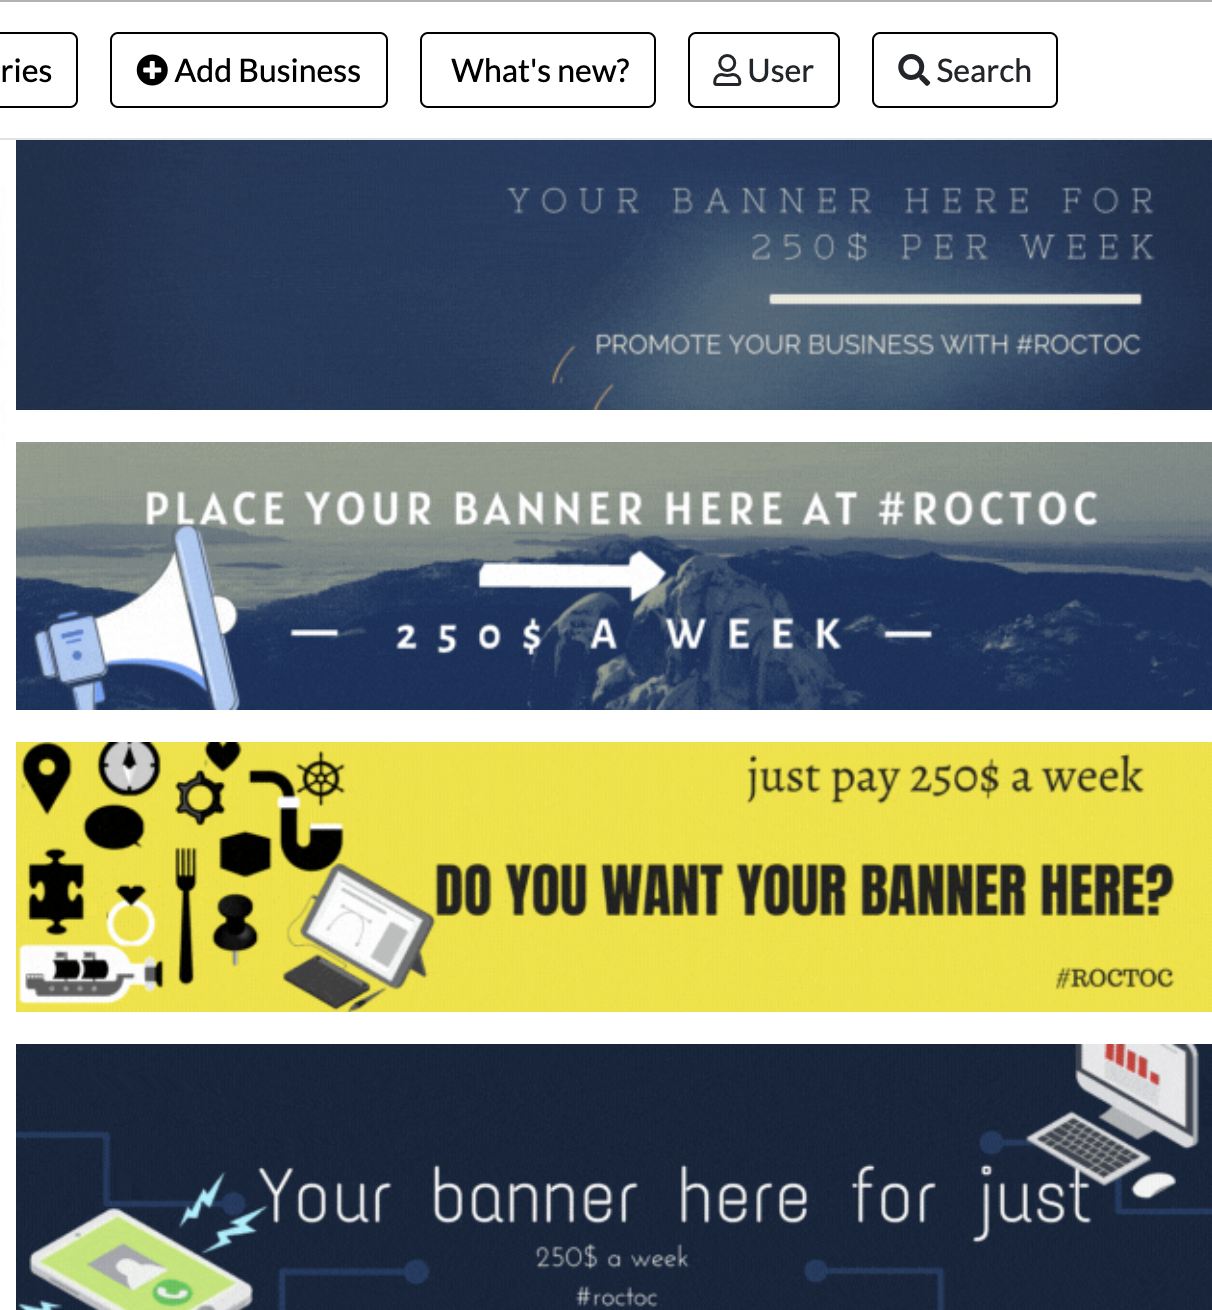 ries
Add Business
What's new?
User
Search
YOUR BANNER HERE FOR
250$ PER WEEK
PROMOTE YOUR BUSINESS WITH #ROCTOC
PLACE YOUR BANNER HERE AT #ROCTOC
— 250$ A WEEK —
just pay 250$ a week
DO YOU WANT YOUR BANNER HERE?
#ROCTOC
Your banner here for just
250$ a week
#roctoc